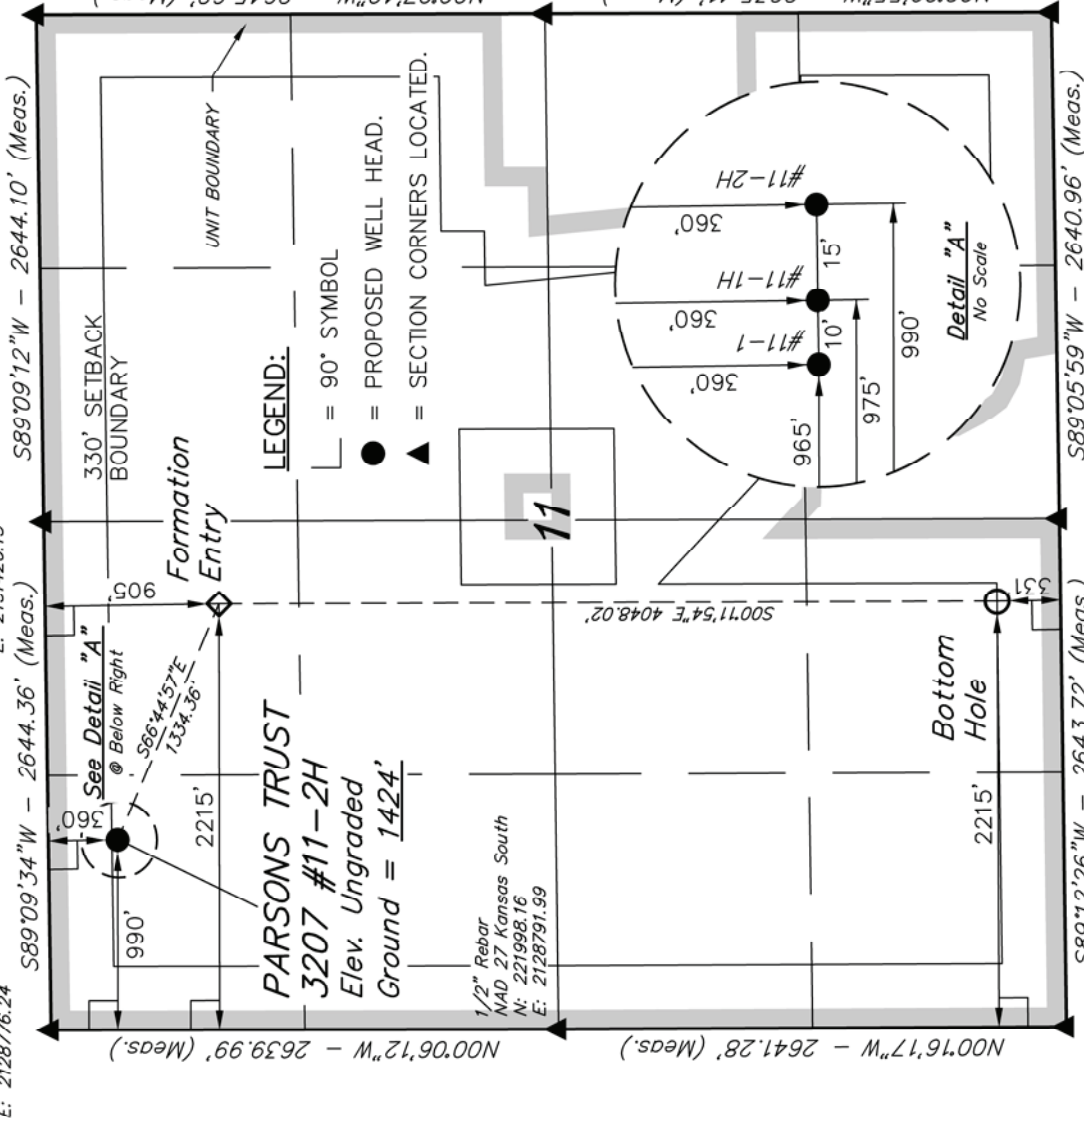 S89°09'34"W - 2644.36' (Meas.)
S89°09'12"W - 2644.10' (Meas.)
E: 2128776.24
360'
See Detail "A"
@ Below Right
905'
990'
S66°44'57"E
1334.36'
2215'
Formation
Entry
330' SETBACK
BOUNDARY
UNIT BOUNDARY
PARSONS TRUST
3207 #11-2H
Elev. Ungraded
Ground = 1424'
LEGEND:
= 90° SYMBOL
= PROPOSED WELL HEAD.
= SECTION CORNERS LOCATED.
1/2" Rebar
NAD 27 Kansas South
N: 221998.16
E: 2128791.99
11
S00°11'54"E 4048.02'
N00°06'12"W - 2639.99' (Meas.)
N00°16'17"W - 2641.28' (Meas.)
360'
#11-1
360'
#11-1H
360'
#11-2H
965'
10'
15'
975'
990'
Detail "A"
No Scale
Bottom
Hole
2215'
331'
S89°12'26"W - 2643.72' (Meas.)
S89°05'59"W - 2640.96' (Meas.)